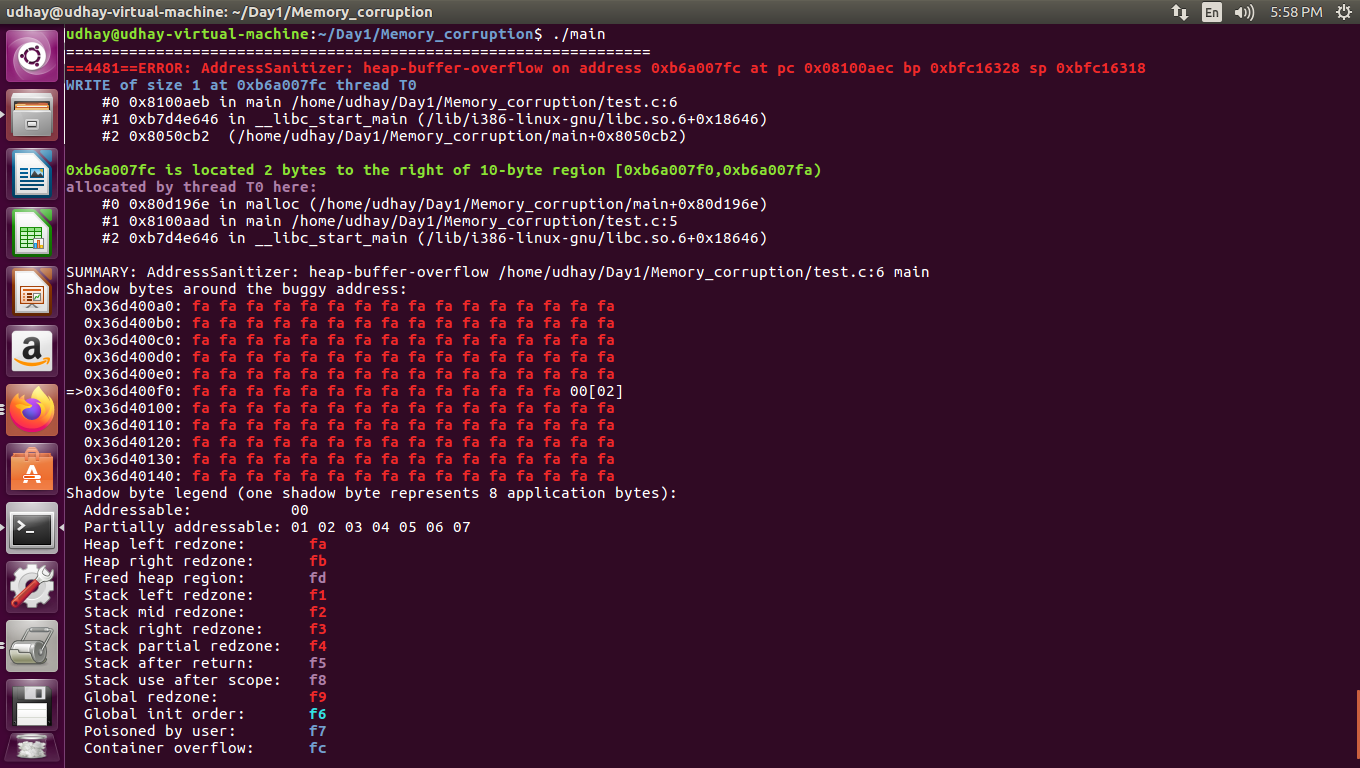 udhay@udhay-virtual-machine: ~/Day1/Memory_corruption
En 5:58 PM
udhay@udhay-virtual-machine:~/Day1/Memory_corruption$ ./main
=================================================================
==4481==ERROR: AddressSanitizer: heap-buffer-overflow on address 0xb6a007fc at pc 0x08100aec bp 0xbfc16328 sp 0xbfc16318
WRITE of size 1 at 0xb6a007fc thread T0
    #0 0x8100aeb in main /home/udhay/Day1/Memory_corruption/test.c:6
    #1 0xb7d4e646 in __libc_start_main (/lib/i386-linux-gnu/libc.so.6+0x18646)
    #2 0x8050cb2  (/home/udhay/Day1/Memory_corruption/main+0x8050cb2)
0xb6a007fc is located 2 bytes to the right of 10-byte region [0xb6a007f0,0xb6a007fa)
allocated by thread T0 here:
    #0 0x80d196e in malloc (/home/udhay/Day1/Memory_corruption/main+0x80d196e)
    #1 0x8100aad in main /home/udhay/Day1/Memory_corruption/test.c:5
    #2 0xb7d4e646 in __libc_start_main (/lib/i386-linux-gnu/libc.so.6+0x18646)
SUMMARY: AddressSanitizer: heap-buffer-overflow /home/udhay/Day1/Memory_corruption/test.c:6 main
Shadow bytes around the buggy address:
  0x36d400a0: fa fa fa fa fa fa fa fa fa fa fa fa fa fa fa fa
  0x36d400b0: fa fa fa fa fa fa fa fa fa fa fa fa fa fa fa fa
  0x36d400c0: fa fa fa fa fa fa fa fa fa fa fa fa fa fa fa fa
  0x36d400d0: fa fa fa fa fa fa fa fa fa fa fa fa fa fa fa fa
  0x36d400e0: fa fa fa fa fa fa fa fa fa fa fa fa fa fa fa fa
=>0x36d400f0: fa fa fa fa fa fa fa fa fa fa fa fa fa fa 00[02]
  0x36d40100: fa fa fa fa fa fa fa fa fa fa fa fa fa fa fa fa
  0x36d40110: fa fa fa fa fa fa fa fa fa fa fa fa fa fa fa fa
  0x36d40120: fa fa fa fa fa fa fa fa fa fa fa fa fa fa fa fa
  0x36d40130: fa fa fa fa fa fa fa fa fa fa fa fa fa fa fa fa
  0x36d40140: fa fa fa fa fa fa fa fa fa fa fa fa fa fa fa fa
Shadow byte legend (one shadow byte represents 8 application bytes):
  Addressable:           00
  Partially addressable: 01 02 03 04 05 06 07
  Heap left redzone:       fa
  Heap right redzone:      fb
  Freed heap region:       fd
  Stack left redzone:      f1
  Stack mid redzone:       f2
  Stack right redzone:     f3
  Stack partial redzone:   f4
  Stack after return:      f5
  Stack use after scope:   f8
  Global redzone:          f9
  Global init order:       f6
  Poisoned by user:        f7
  Container overflow:      fc